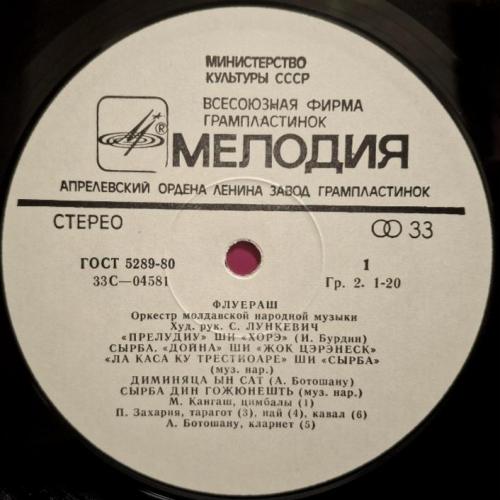 МИНИСТЕРСТВО
КУЛЬТУРЫ СССР
ВСЕСОЮЗНАЯ ФИРМА
ГРАМПЛАСТИНОК
МЕЛОДИЯ
АПРЕЛЕВСКИЙ ОРДЕНА ЛЕНИНА ЗАВОД ГРАМПЛАСТИНОК
СТЕРЕО 33
ГОСТ 5289-80 1
33С—04581 Гр. 2. 1-20
ФЛУЕРАШ
Оркестр молдавской народной музыки
Худ. рук. С. ЛУНКЕВИЧ
«ПРЕЛУДИУ» ШИ «ХОРЭ» (И. Бурдин)
СЫРБА, «ДОЙНА» ШИ «ЖОК ЦЭРЭНЕСК»
«ЛА КАСА КУ ТРЕСТИОАРЕ» ШИ «СЫРБА»
(муз. нар.)
ДИМИНЯЦА ЫН САТ (А. Ботошану)
СЫРБА ДИН ГОЖЮНЕШТЬ (муз. нар.)
М. Кангаш, цимбалы (1)
П. Захария, тарагот (3), най (4), кавал (6)
А. Ботошану, кларнет (5)